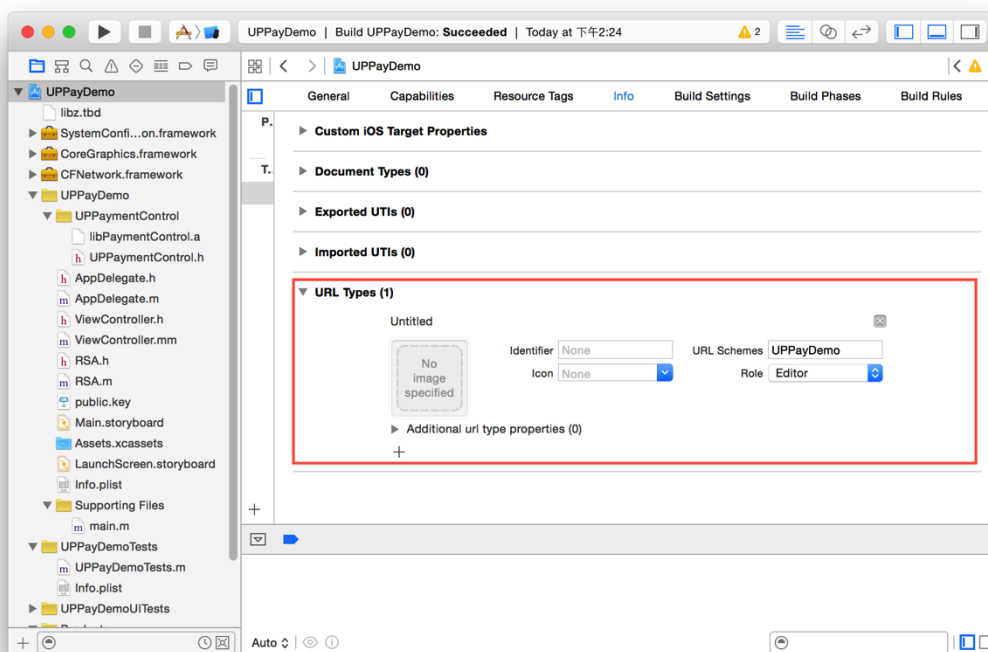 UPPayDemo | Build UPPayDemo: Succeeded | Today at 下午2:24
2
UPPayDemo
UPPayDemo
General Capabilities Resource Tags Info Build Settings Build Phases Build Rules
libz.tbd
SystemConfi...on.framework
CoreGraphics.framework
CFNetwork.framework
UPPayDemo
UPPaymentControl
libPaymentControl.a
h UPPaymentControl.h
h AppDelegate.h
m AppDelegate.m
h ViewController.h
m ViewController.mm
h RSA.h
m RSA.m
public.key
Main.storyboard
Assets.xcassets
LaunchScreen.storyboard
Info.plist
Supporting Files
m main.m
UPPayDemoTests
m UPPayDemoTests.m
Info.plist
UPPayDemoUITests
P.
T..
Custom iOS Target Properties
Document Types (0)
Exported UTIs (0)
Imported UTIs (0)
URL Types (1)
Untitled
No
image
specified
Identifier None
URL Schemes UPPayDemo
Icon None
Role Editor
Additional url type properties (0)
Auto